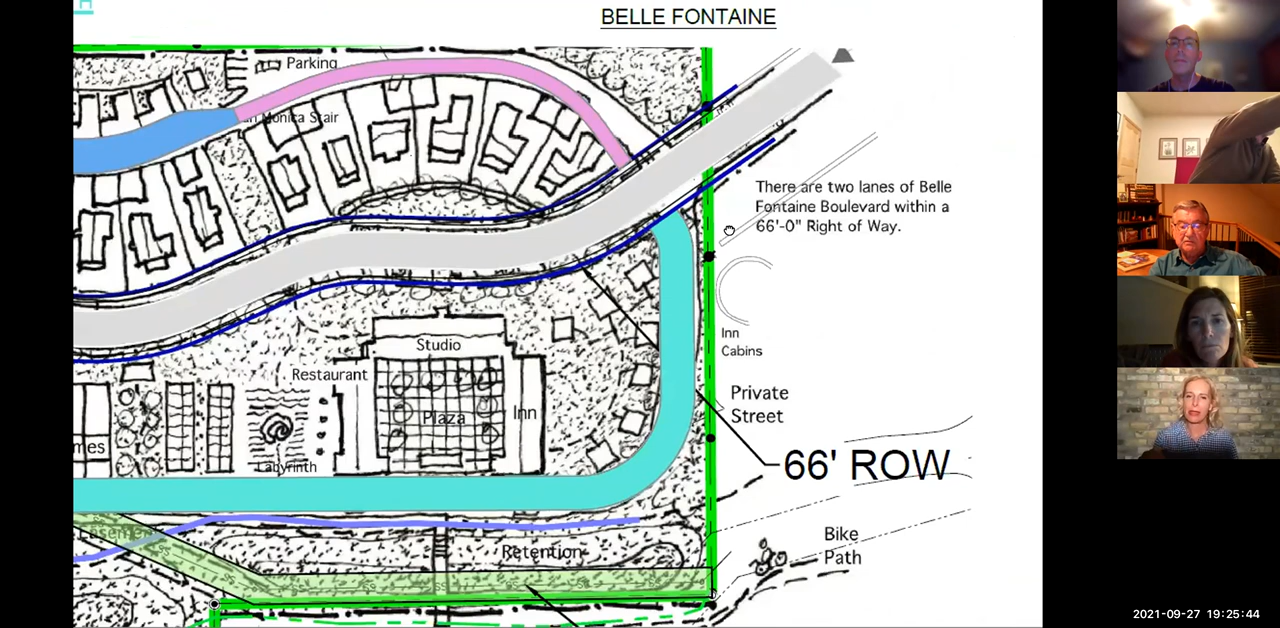 BELLE FONTAINE
Parking
Monica Stair
There are two lanes of Belle
Fontaine Boulevard within a
66'-0" Right of Way.
Inn
Cabins
Studio
Restaurant
Plaza
Inn
Private
Street
mes
Labyrinth
66' ROW
Easement
Retention
Bike
Path
2021-09-27 19:25:44